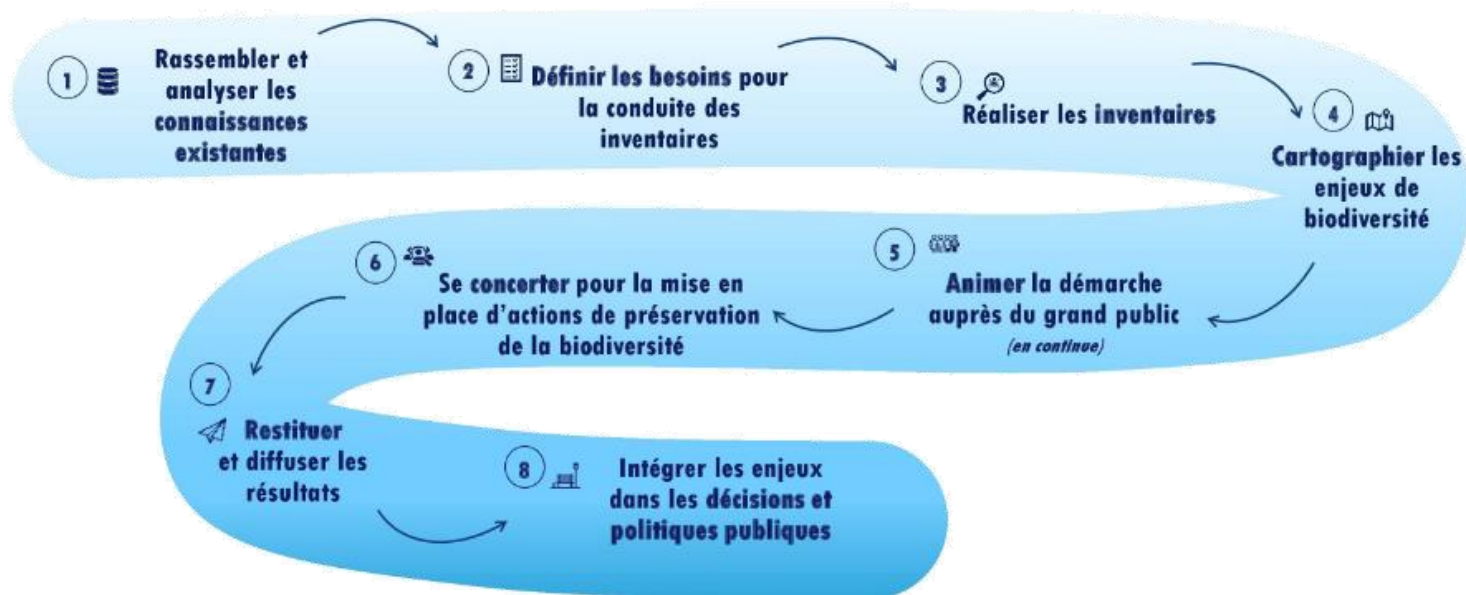 1
Rassembler et
analyser les
connaissances
existantes
2
Définir les besoins pour
la conduite des
inventaires
3
Réaliser les inventaires
4
Cartographier les
enjeux de
biodiversité
5
Animer la démarche
auprès du grand public
(en continue)
6
Se concerter pour la mise en
place d'actions de préservation
de la biodiversité
7
Restituer
et diffuser les
résultats
8
Intégrer les enjeux
dans les décisions et
politiques publiques